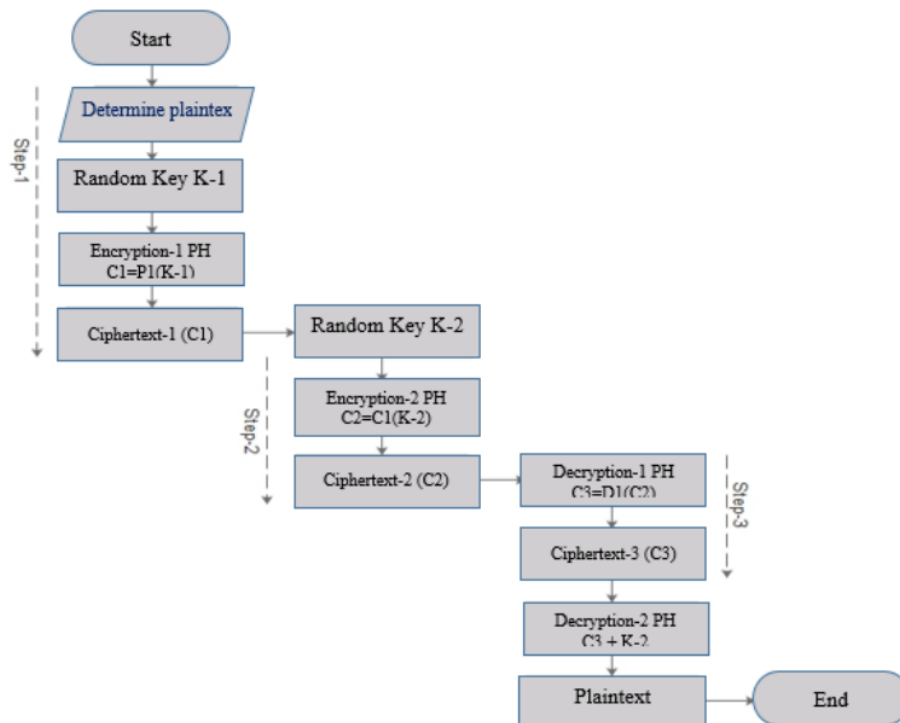 Start
Determine plaintex
Step-1
Random Key K-1
Encryption-1 PH
C1=P1(K-1)
Ciphertext-1 (C1)
Random Key K-2
Step-2
Encryption-2 PH
C2=C1(K-2)
Ciphertext-2 (C2)
Decryption-1 PH
C3=D1(C2)
Step-3
Ciphertext-3 (C3)
Decryption-2 PH
C3 + K-2
Plaintext
End